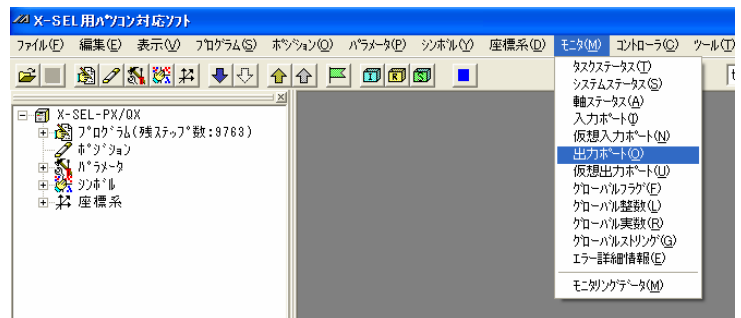 X-SEL用ﾊﾟｿｺﾝ対応ｿﾌﾄ
ﾌｧｲﾙ(F) 編集(E) 表示(V) ﾌﾟﾛｸﾞﾗﾑ(S) ﾎﾟｼﾞｼｮﾝ(O) ﾊﾟﾗﾒｰﾀ(P) ｼﾝﾎﾞﾙ(Y) 座標系(D) ﾓﾆﾀ(M) ｺﾝﾄﾛｰﾗ(C) ﾂｰﾙ(T)
ﾀｽｸｽﾃｰﾀｽ(T)
ｼｽﾃﾑｽﾃｰﾀｽ(S)
軸ｽﾃｰﾀｽ(A)
入力ﾎﾟｰﾄ(I)
仮想入力ﾎﾟｰﾄ(N)
出力ﾎﾟｰﾄ(O)
仮想出力ﾎﾟｰﾄ(U)
ｸﾞﾛｰﾊﾞﾙﾌﾗｸﾞ(F)
ｸﾞﾛｰﾊﾞﾙ整数(L)
ｸﾞﾛｰﾊﾞﾙ実数(R)
ｸﾞﾛｰﾊﾞﾙｽﾄﾘﾝｸﾞ(G)
ｴﾗｰ詳細情報(E)
ﾓﾆﾀﾘﾝｸﾞﾃﾞｰﾀ(M)
X-SEL-PX/QX
ﾌﾟﾛｸﾞﾗﾑ(残ｽﾃｯﾌﾟ数:9763)
ﾎﾟｼﾞｼｮﾝ
ﾊﾟﾗﾒｰﾀ
ｼﾝﾎﾞﾙ
座標系